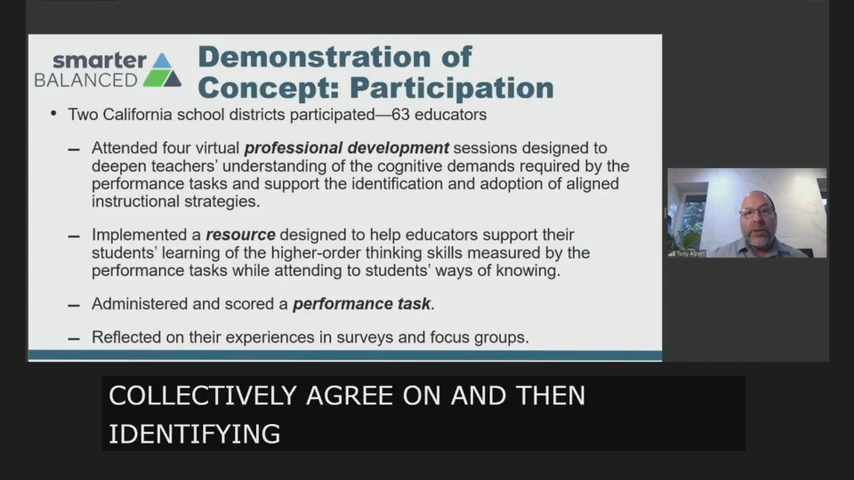 smarter
BALANCED
Demonstration of
Concept: Participation
• Two California school districts participated—63 educators
– Attended four virtual professional development sessions designed to
deepen teachers' understanding of the cognitive demands required by the
performance tasks and support the identification and adoption of aligned
instructional strategies.
– Implemented a resource designed to help educators support their
students' learning of the higher-order thinking skills measured by the
performance tasks while attending to students' ways of knowing.
– Administered and scored a performance task.
– Reflected on their experiences in surveys and focus groups.
Tony Alpert
COLLECTIVELY AGREE ON AND THEN
IDENTIFYING